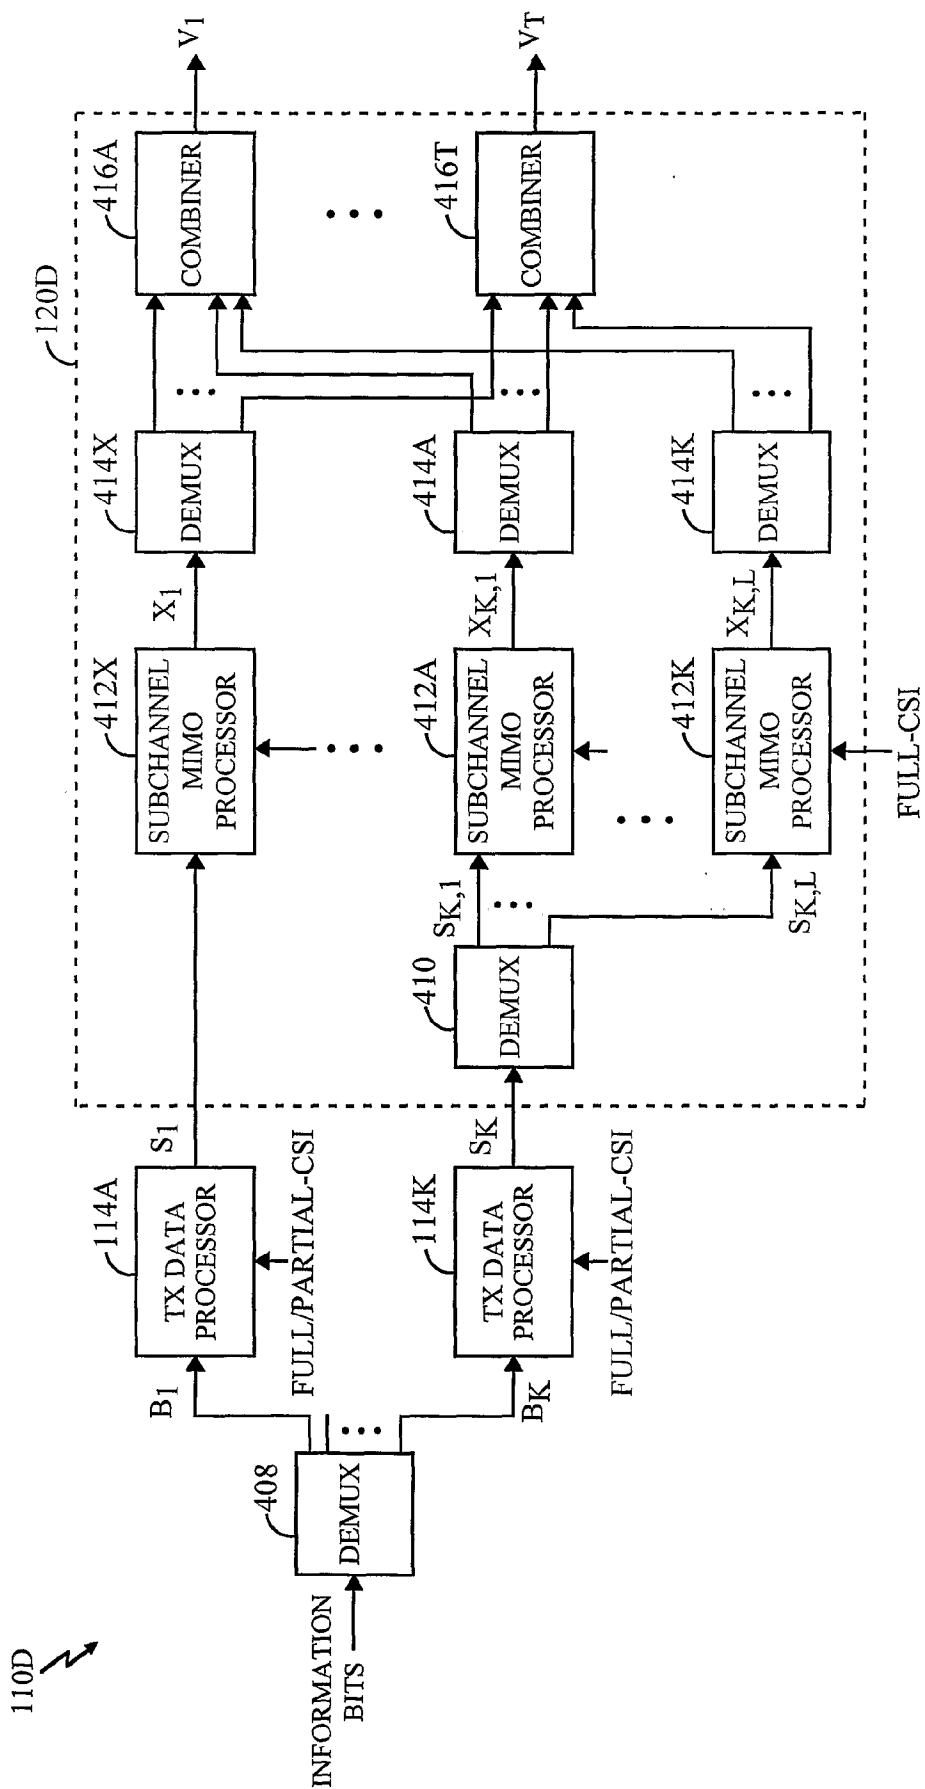 110D
INFORMATION
BITS
408
DEMUX
B1
BK
114A
TX DATA
PROCESSOR
FULL/PARTIAL-CSI
114K
TX DATA
PROCESSOR
FULL/PARTIAL-CSI
S1
SK
120D
410
DEMUX
SK,1
SK,L
412X
SUBCHANNEL
MIMO
PROCESSOR
412A
SUBCHANNEL
MIMO
PROCESSOR
412K
SUBCHANNEL
MIMO
PROCESSOR
FULL-CSI
X1
XK,1
XK,L
414X
DEMUX
414A
DEMUX
414K
DEMUX
416A
COMBINER
416T
COMBINER
V1
VT